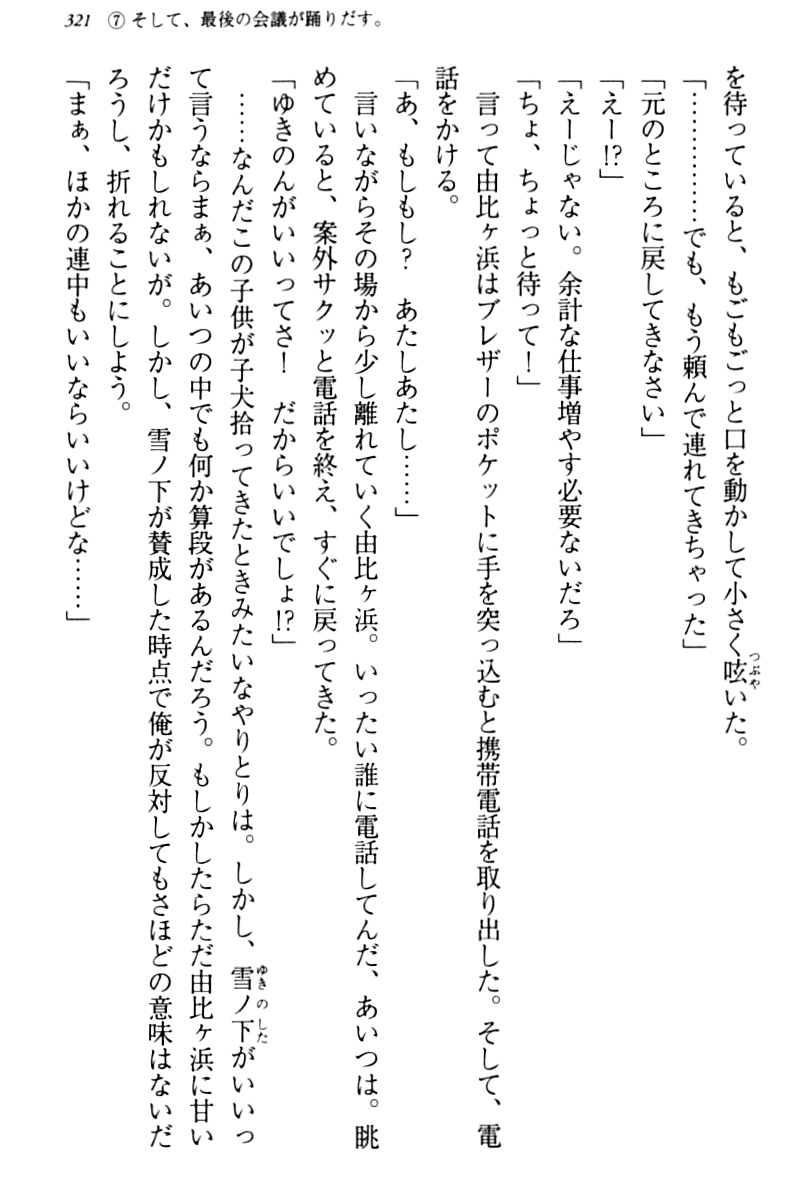 321 ⑦ そして、最後の会議が踊りだす。
を待っていると、もごもごっと口を動かして小さく呟いた。
「…………でも、もう頼んで連れてきちゃった」
「元のところに戻してきなさい」
「えー!?」
「えーじゃない。余計な仕事増やす必要ないだろ」
「ちょ、ちょっと待って！」
　言って由比ヶ浜はブレザーのポケットに手を突っ込むと携帯電話を取り出した。そして、電
話をかける。
「あ、もしもし？　あたしあたし……」
　言いながらその場から少し離れていく由比ヶ浜。いったい誰に電話してんだ、あいつは。眺
めていると、案外サクッと電話を終え、すぐに戻ってきた。
「ゆきのんがいいってさ！　だからいいでしょ!?」
　……なんだこの子供が子犬拾ってきたときみたいなやりとりは。しかし、雪ノ下がいいっ
て言うならまぁ、あいつの中でも何か算段があるんだろう。もしかしたらただ由比ヶ浜に甘い
だけかもしれないが。しかし、雪ノ下が賛成した時点で俺が反対してもさほどの意味はないだ
ろうし、折れることにしよう。
「まぁ、ほかの連中もいいならいいけどな……」
つぶや
ゆきのした